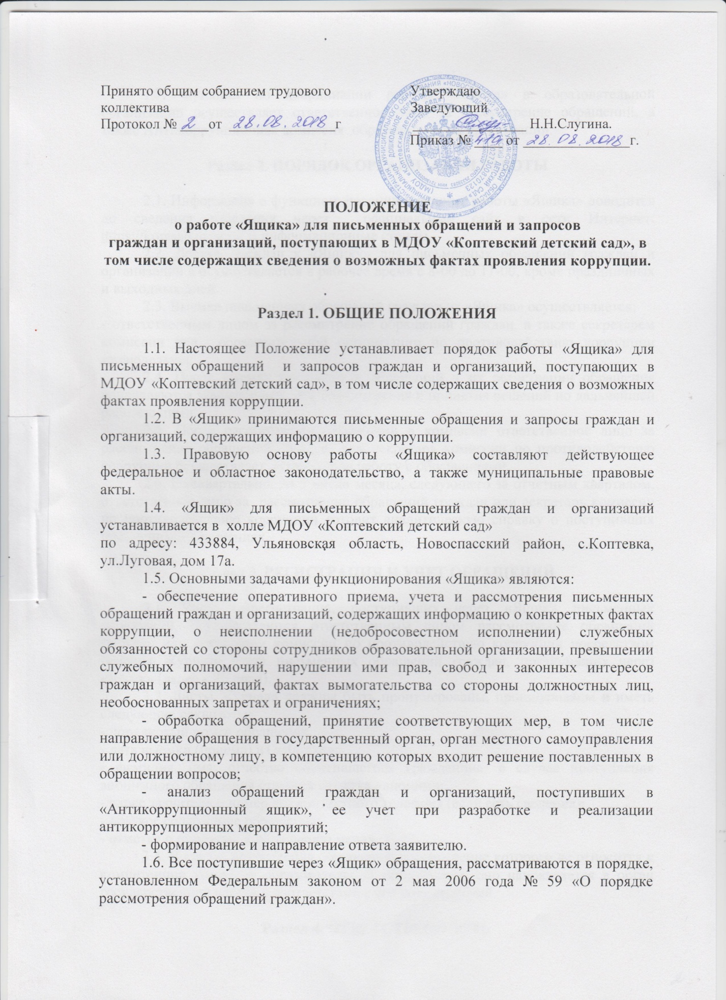 Принято общим собранием трудового
коллектива
Протокол № 2 от 28.08.2018 г
Утверждаю
Заведующий
Н.Н.Слугина.
Приказ № 41а от 28.08.2018 г.
ПОЛОЖЕНИЕ
о работе «Ящика» для письменных обращений и запросов
граждан и организаций, поступающих в МДОУ «Коптевский детский сад», в
том числе содержащих сведения о возможных фактах проявления коррупции.
Раздел 1. ОБЩИЕ ПОЛОЖЕНИЯ
1.1. Настоящее Положение устанавливает порядок работы «Ящика» для
письменных обращений и запросов граждан и организаций, поступающих в
МДОУ «Коптевский детский сад», в том числе содержащих сведения о возможных
фактах проявления коррупции.
1.2. В «Ящик» принимаются письменные обращения и запросы граждан и
организаций, содержащих информацию о коррупции.
1.3. Правовую основу работы «Ящика» составляют действующее
федеральное и областное законодательство, а также муниципальные правовые
акты.
1.4. «Ящик» для письменных обращений граждан и организаций
устанавливается в холле МДОУ «Коптевский детский сад»
по адресу: 433884, Ульяновская область, Новоспасский район, с.Коптевка,
ул.Луговая, дом 17а.
1.5. Основными задачами функционирования «Ящика» являются:
- обеспечение оперативного приема, учета и рассмотрения письменных
обращений граждан и организаций, содержащих информацию о конкретных фактах
коррупции, о неисполнении (недобросовестном исполнении) служебных
обязанностей со стороны сотрудников образовательной организации, превышении
служебных полномочий, нарушении ими прав, свобод и законных интересов
граждан и организаций, фактах вымогательства со стороны должностных лиц,
необоснованных запретах и ограничениях;
- обработка обращений, принятие соответствующих мер, в том числе
направление обращения в государственный орган, орган местного самоуправления
или должностному лицу, в компетенцию которых входит решение поставленных в
обращении вопросов;
- анализ обращений граждан и организаций, поступивших в
«Антикоррупционный ящик», ее учет при разработке и реализации
антикоррупционных мероприятий;
- формирование и направление ответа заявителю.
1.6. Все поступившие через «Ящик» обращения, рассматриваются в порядке,
установленном Федеральным законом от 2 мая 2006 года № 59 «О порядке
рассмотрения обращений граждан».